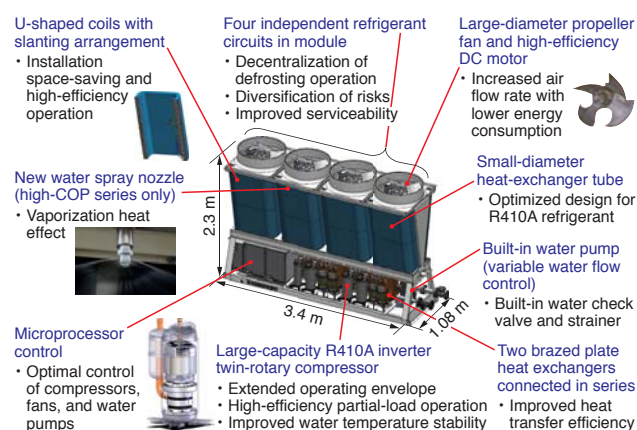 U-shaped coils with
slanting arrangement
• Installation
space-saving and
high-efficiency
operation
Four independent refrigerant
circuits in module
• Decentralization of
defrosting operation
• Diversification of risks
• Improved serviceability
Large-diameter propeller
fan and high-efficiency
DC motor
• Increased air
flow rate with
lower energy
consumption
New water spray nozzle
(high-COP series only)
• Vaporization heat
effect
Small-diameter
heat-exchanger tube
• Optimized design for
R410A refrigerant
2.3 m
3.4 m
1.08 m
Built-in water pump
(variable water flow
control)
• Built-in water check
valve and strainer
Microprocessor
control
• Optimal control
of compressors,
fans, and water
pumps
Large-capacity R410A inverter
twin-rotary compressor
• Extended operating envelope
• High-efficiency partial-load operation
• Improved water temperature stability
Two brazed plate
heat exchangers
connected in series
• Improved heat
transfer efficiency